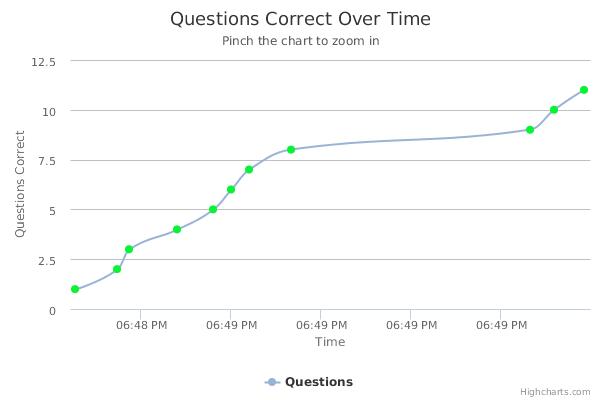 Questions Correct Over Time
Pinch the chart to zoom in
12.5
10
7.5
5
2.5
0
Questions Correct
06:48 PM 06:49 PM 06:49 PM 06:49 PM 06:49 PM
Time
Questions
Highcharts.com